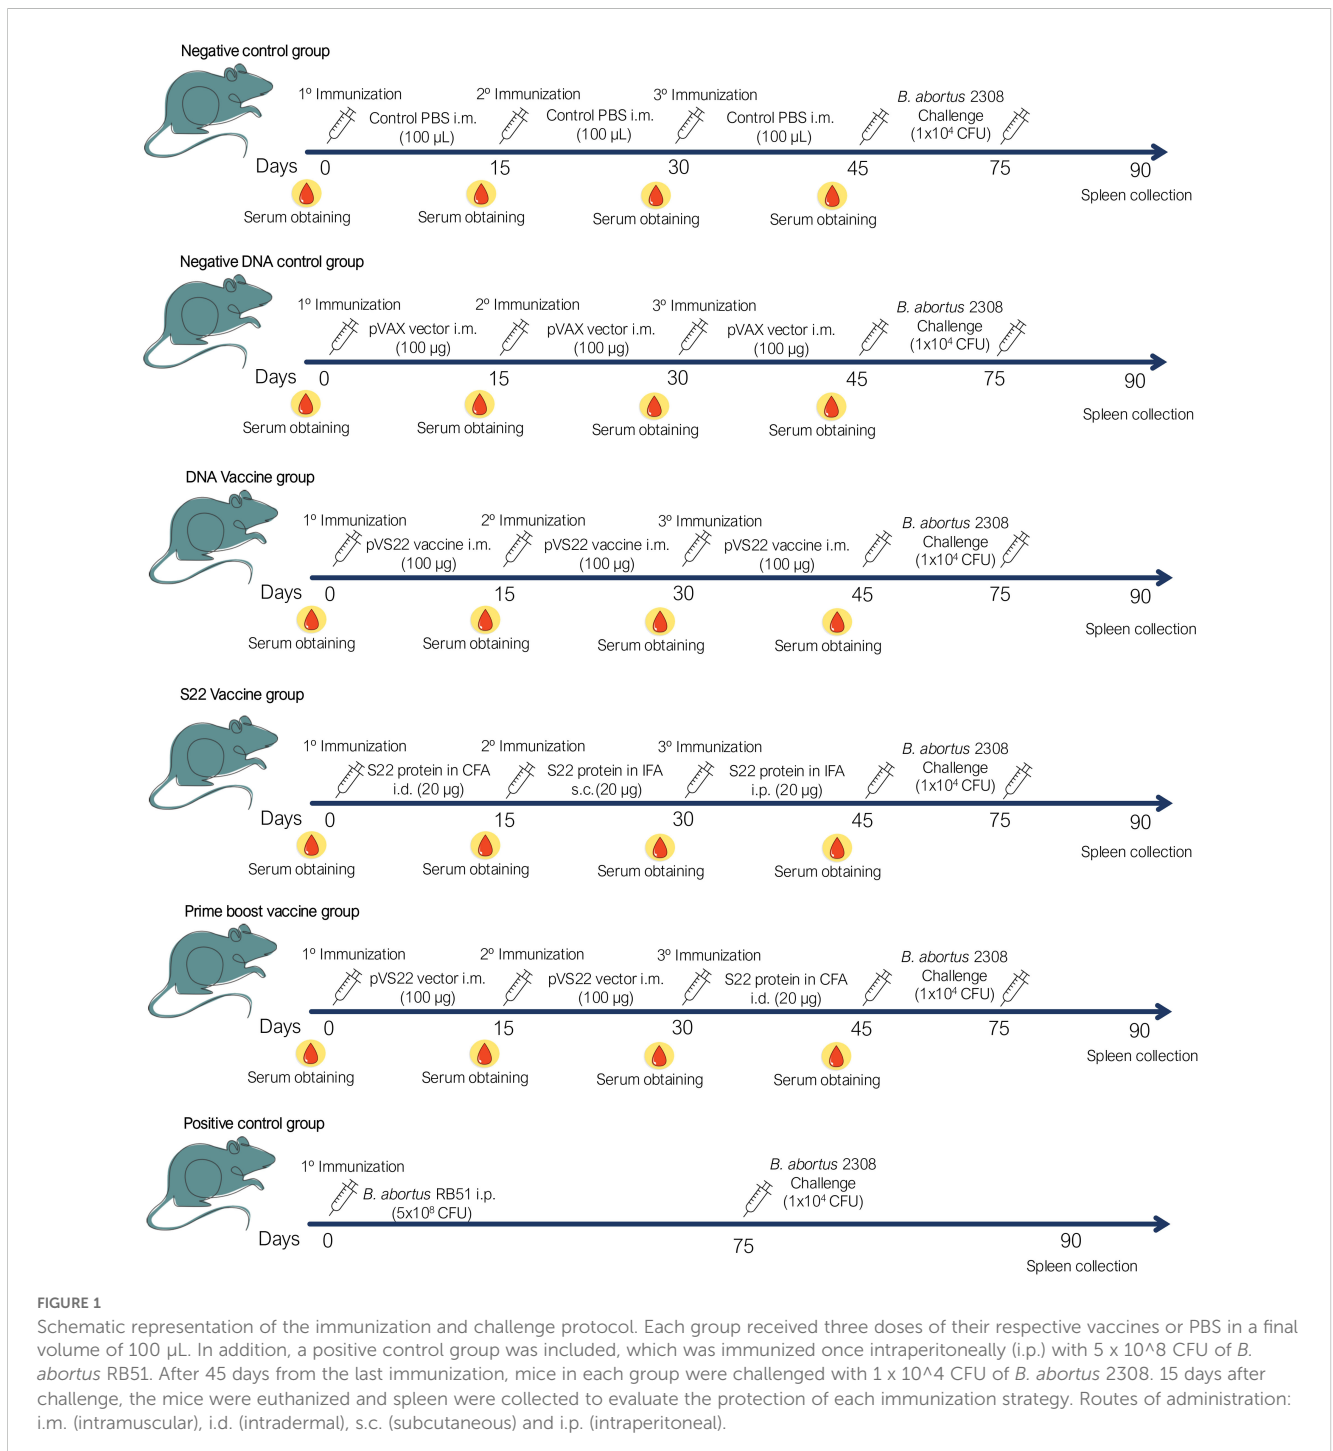 Negative control group
1º Immunization
2º Immunization
3º Immunization
B. abortus 2308
Challenge
(1x10⁴ CFU)
Control PBS i.m.
(100 µL)
Control PBS i.m.
(100 µL)
Control PBS i.m.
(100 µL)
Days 0 15 30 45 75 90
Serum obtaining
Serum obtaining
Serum obtaining
Serum obtaining
Spleen collection
Negative DNA control group
1º Immunization
2º Immunization
3º Immunization
B. abortus 2308
Challenge
(1x10⁴ CFU)
pVAX vector i.m.
(100 µg)
pVAX vector i.m.
(100 µg)
pVAX vector i.m.
(100 µg)
Days 0 15 30 45 75 90
Serum obtaining
Serum obtaining
Serum obtaining
Serum obtaining
Spleen collection
DNA Vaccine group
1º Immunization
2º Immunization
3º Immunization
B. abortus 2308
Challenge
(1x10⁴ CFU)
pVS22 vaccine i.m.
(100 µg)
pVS22 vaccine i.m.
(100 µg)
pVS22 vaccine i.m.
(100 µg)
Days 0 15 30 45 75 90
Serum obtaining
Serum obtaining
Serum obtaining
Serum obtaining
Spleen collection
S22 Vaccine group
1º Immunization
2º Immunization
3º Immunization
B. abortus 2308
Challenge
(1x10⁴ CFU)
S22 protein in CFA
i.d. (20 µg)
S22 protein in IFA
s.c.(20 µg)
S22 protein in IFA
i.p. (20 µg)
Days 0 15 30 45 75 90
Serum obtaining
Serum obtaining
Serum obtaining
Serum obtaining
Spleen collection
Prime boost vaccine group
1º Immunization
2º Immunization
3º Immunization
B. abortus 2308
Challenge
(1x10⁴ CFU)
pVS22 vector i.m.
(100 µg)
pVS22 vector i.m.
(100 µg)
S22 protein in CFA
i.d. (20 µg)
Days 0 15 30 45 75 90
Serum obtaining
Serum obtaining
Serum obtaining
Serum obtaining
Spleen collection
Positive control group
1º Immunization
B. abortus RB51 i.p.
(5x10⁸ CFU)
B. abortus 2308
Challenge
(1x10⁴ CFU)
Days 0 75 90
Spleen collection
FIGURE 1
Schematic representation of the immunization and challenge protocol. Each group received three doses of their respective vaccines or PBS in a final
volume of 100 µL. In addition, a positive control group was included, which was immunized once intraperitoneally (i.p.) with 5 x 10^8 CFU of B.
abortus RB51. After 45 days from the last immunization, mice in each group were challenged with 1 x 10^4 CFU of B. abortus 2308. 15 days after
challenge, the mice were euthanized and spleen were collected to evaluate the protection of each immunization strategy. Routes of administration:
i.m. (intramuscular), i.d. (intradermal), s.c. (subcutaneous) and i.p. (intraperitoneal).